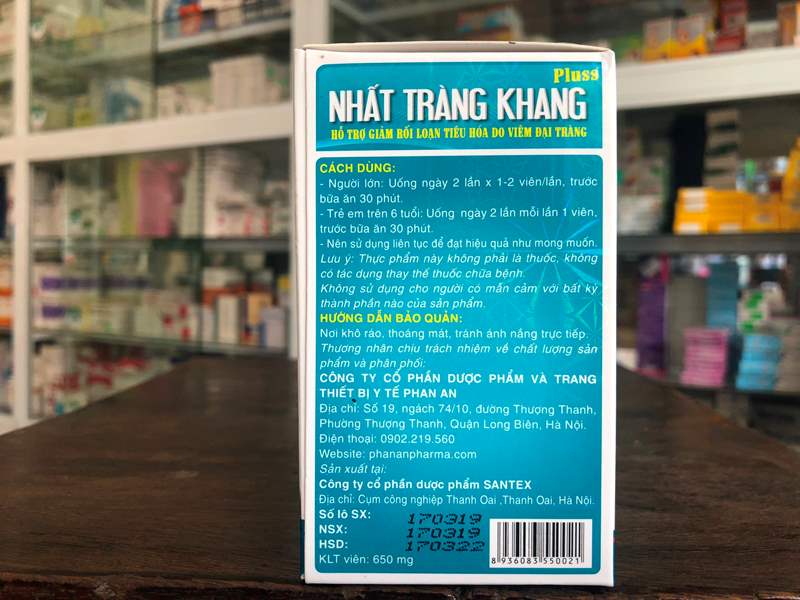 Pluss
NHẤT TRÀNG KHANG
HỖ TRỢ GIẢM RỐI LOẠN TIÊU HÓA DO VIÊM ĐẠI TRÀNG
CÁCH DÙNG:
- Người lớn: Uống ngày 2 lần x 1-2 viên/lần, trước
bữa ăn 30 phút.
- Trẻ em trên 6 tuổi: Uống ngày 2 lần mỗi lần 1 viên,
trước bữa ăn 30 phút.
- Nên sử dụng liên tục để đạt hiệu quả như mong muốn.
Lưu ý: Thực phẩm này không phải là thuốc, không
có tác dụng thay thế thuốc chữa bệnh.
Không sử dụng cho người có mẫn cảm với bất kỳ
thành phần nào của sản phẩm.
HƯỚNG DẪN BẢO QUẢN:
Nơi khô ráo, thoáng mát, tránh ánh nắng trực tiếp.
Thương nhân chịu trách nhiệm về chất lượng sản
phẩm và phân phối:
CÔNG TY CỔ PHẦN DƯỢC PHẨM VÀ TRANG
THIẾT BỊ Y TẾ PHAN AN
Địa chỉ: Số 19, ngách 74/10, đường Thượng Thanh,
Phường Thượng Thanh, Quận Long Biên, Hà Nội.
Điện thoại: 0902.219.560
Website: phananpharma.com
Sản xuất tại:
Công ty cổ phần dược phẩm SANTEX
Địa chỉ: Cụm công nghiệp Thanh Oai ,Thanh Oai, Hà Nội.
Số lô SX: 170319
NSX: 170319
HSD: 170322
KLT viên: 650 mg
8 936083 550021